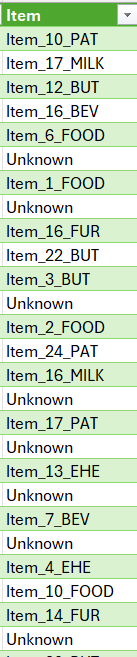 Item
Item_10_PAT
Item_17_MILK
Item_12_BUT
Item_16_BEV
Item_6_FOOD
Unknown
Item_1_FOOD
Unknown
Item_16_FUR
Item_22_BUT
Item_3_BUT
Unknown
Item_2_FOOD
Item_24_PAT
Item_16_MILK
Unknown
Item_17_PAT
Unknown
Item_13_EHE
Unknown
Item_7_BEV
Unknown
Item_4_EHE
Item_10_FOOD
Item_14_FUR
Unknown